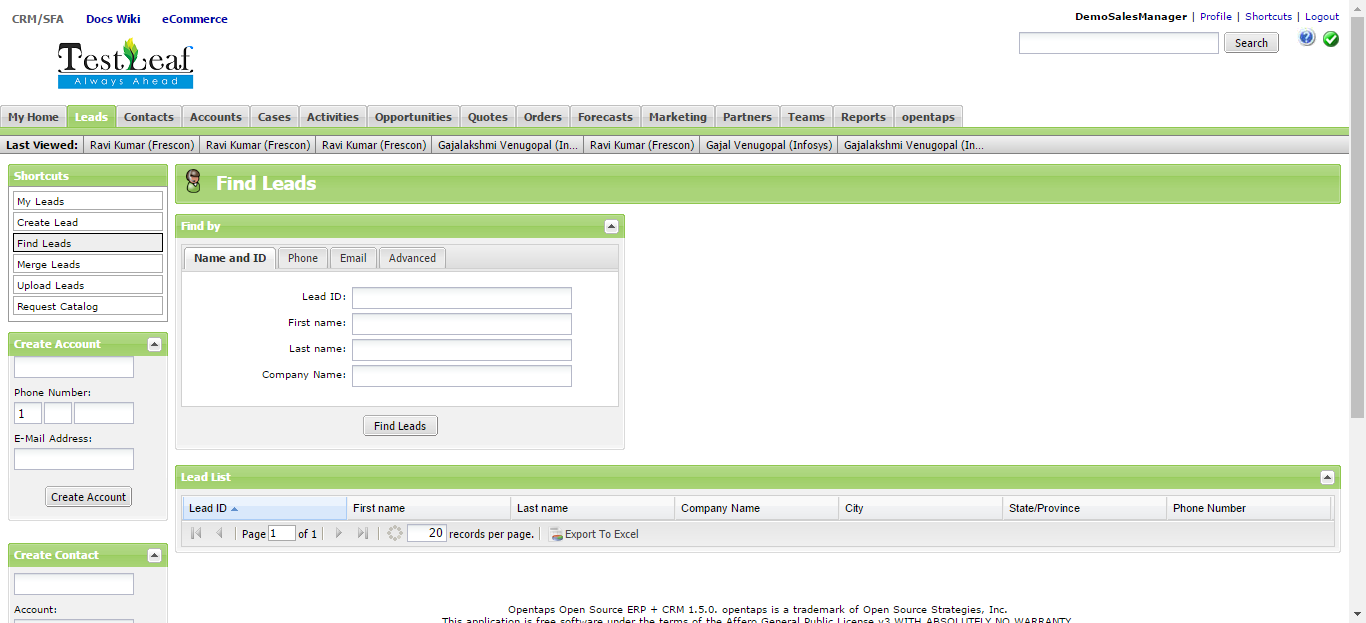 CRM/SFA Docs Wiki eCommerce
DemoSalesManager | Profile | Shortcuts | Logout
Search
TestLeaf
Always Ahead
My Home Leads Contacts Accounts Cases Activities Opportunities Quotes Orders Forecasts Marketing Partners Teams Reports opentaps
Last Viewed: Ravi Kumar (Frescon) Ravi Kumar (Frescon) Ravi Kumar (Frescon) Gajalakshmi Venugopal (In... Ravi Kumar (Frescon) Gajal Venugopal (Infosys) Gajalakshmi Venugopal (In...
Shortcuts
My Leads
Create Lead
Find Leads
Merge Leads
Upload Leads
Request Catalog
Create Account
Phone Number:
1
E-Mail Address:
Create Account
Create Contact
Account:
Find Leads
Find by
Name and ID Phone Email Advanced
Lead ID:
First name:
Last name:
Company Name:
Find Leads
Lead List
Lead ID First name Last name Company Name City State/Province Phone Number
Page 1 of 1 20 records per page. Export To Excel
Opentaps Open Source ERP + CRM 1.5.0. opentaps is a trademark of Open Source Strategies, Inc.
This application is free software under the terms of the Affero General Public License v3 WITH ABSOLUTELY NO WARRANTY